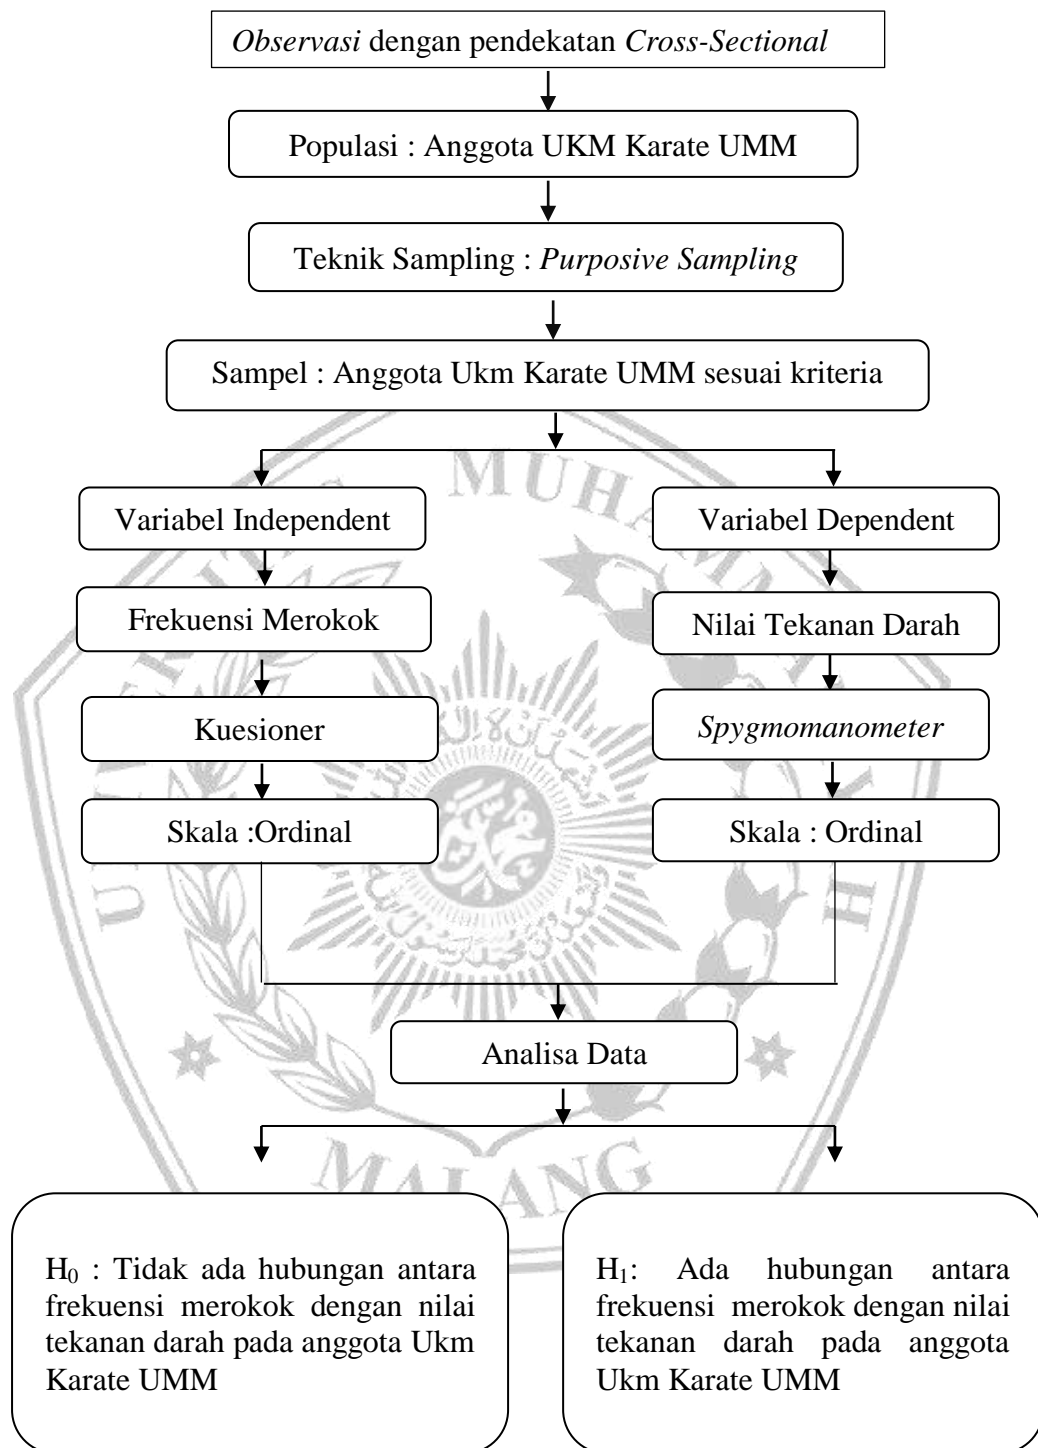 Observasi dengan pendekatan Cross-Sectional
Populasi : Anggota UKM Karate UMM
Teknik Sampling : Purposive Sampling
Sampel : Anggota Ukm Karate UMM sesuai kriteria
Variabel Independent
Variabel Dependent
Frekuensi Merokok
Nilai Tekanan Darah
Kuesioner
Spygmomanometer
Skala :Ordinal
Skala : Ordinal
Analisa Data
H₀ : Tidak ada hubungan antara
frekuensi merokok dengan nilai
tekanan darah pada anggota Ukm
Karate UMM
H₁: Ada hubungan antara
frekuensi merokok dengan nilai
tekanan darah pada anggota
Ukm Karate UMM
MUHAMMA
H
MALANG